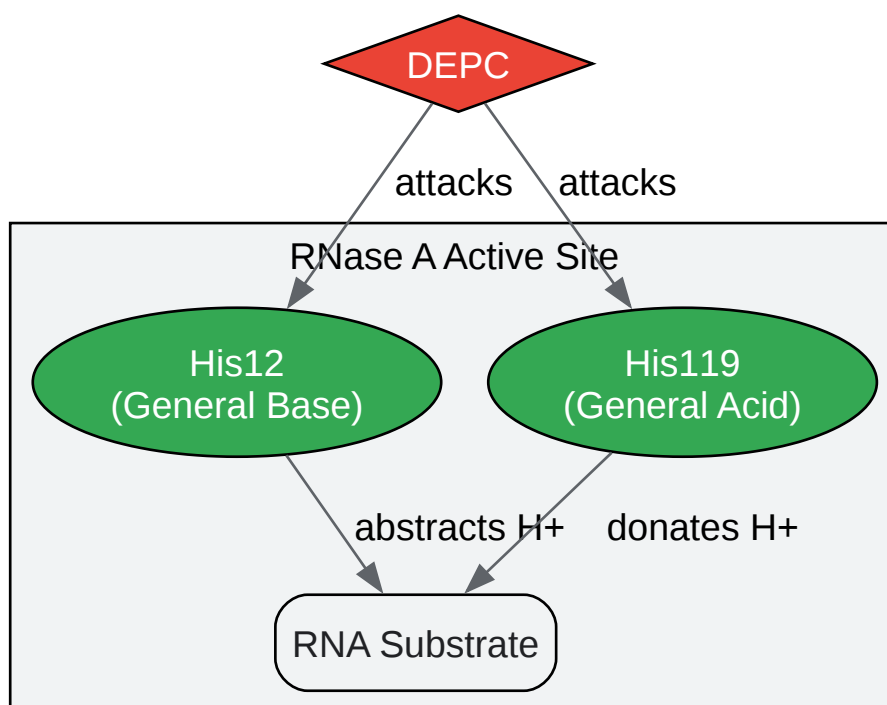 DEPC
attacks
attacks
RNase A Active Site
His12
(General Base)
His119
(General Acid)
abstracts H+
donates H+
RNA Substrate